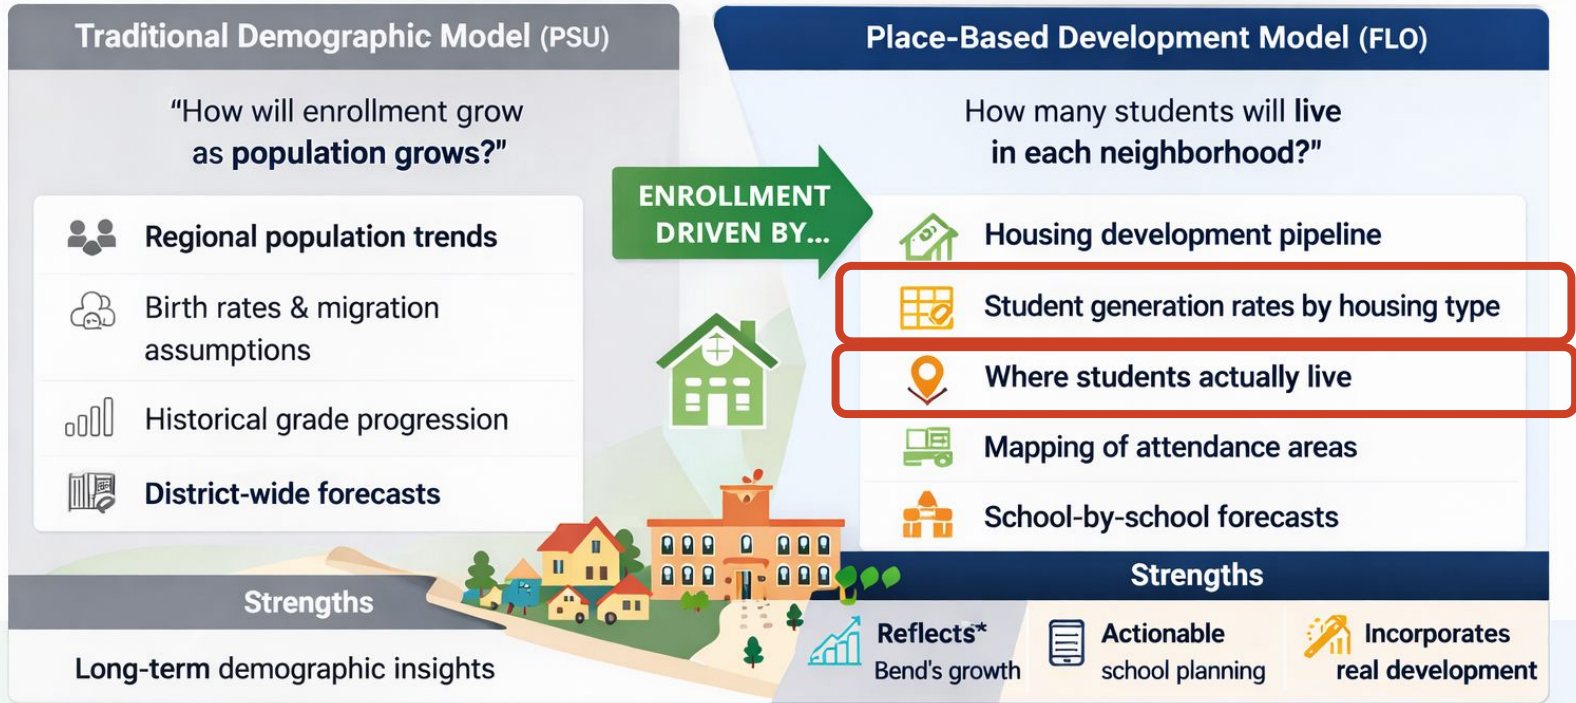 Traditional Demographic Model (PSU)
"How will enrollment grow
as population grows?"
Regional population trends
Birth rates & migration
assumptions
Historical grade progression
District-wide forecasts
Strengths
Long-term demographic insights
ENROLLMENT
DRIVEN BY...
Place-Based Development Model (FLO)
How many students will live
in each neighborhood?"
Housing development pipeline
Student generation rates by housing type
Where students actually live
Mapping of attendance areas
School-by-school forecasts
Strengths
Reflects*
Bend's growth
Actionable
school planning
Incorporates
real development